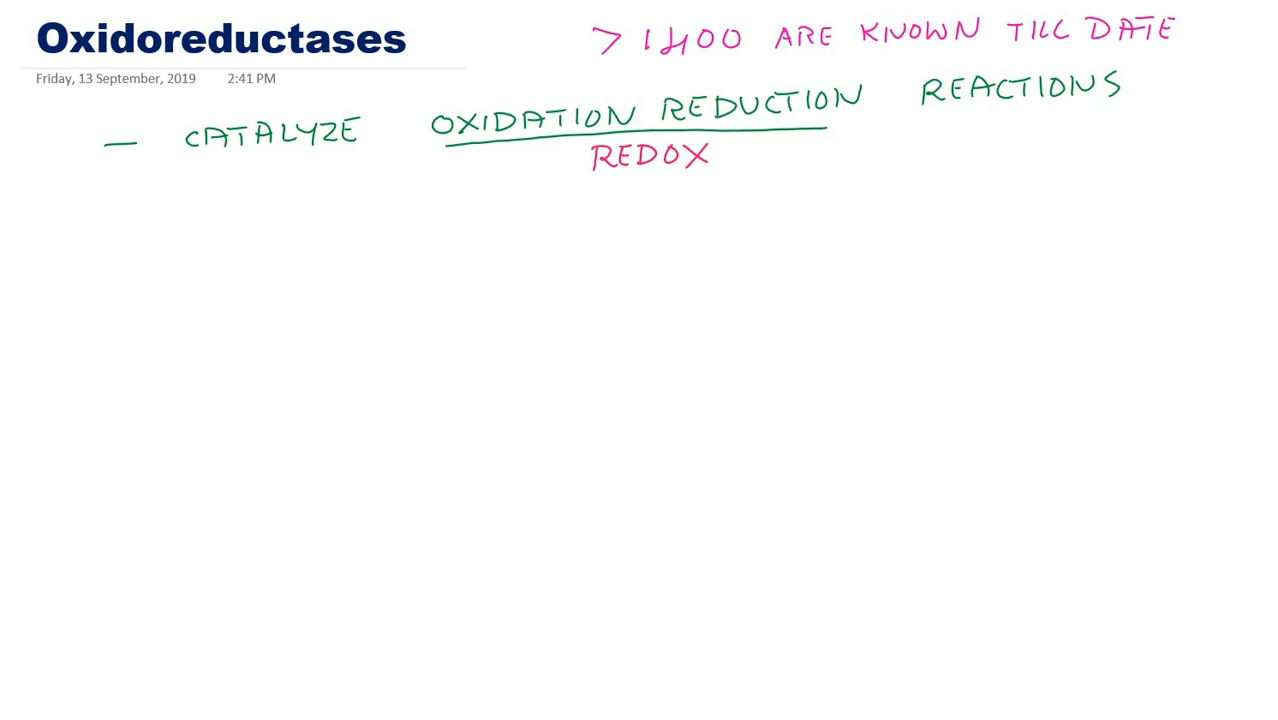 Oxidoreductases
> 1400 ARE KNOWN TILL DATE
Friday, 13 September, 2019 2:41 PM
— CATALYZE OXIDATION REDUCTION REACTIONS
REDOX